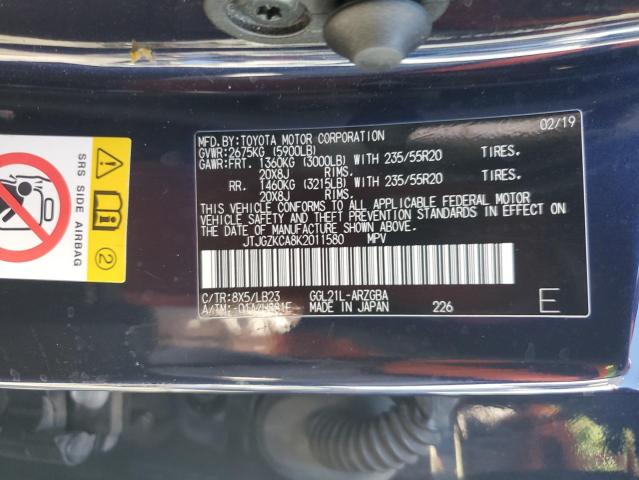 MFD.BY:TOYOTA MOTOR CORPORATION 02/19
GVWR:2675KG (5900LB)
GAWR:FRT. 1360KG (3000LB) WITH 235/55R20 TIRES.
20X8J RIMS.
RR. 1460KG (3215LB) WITH 235/55R20 TIRES.
20X8J RIMS.
THIS VEHICLE CONFORMS TO ALL APPLICABLE FEDERAL MOTOR
VEHICLE SAFETY AND THEFT PREVENTION STANDARDS IN EFFECT ON
THE DATE OF MANUFACTURE SHOWN ABOVE.
JTJGZKCA8K2011580 MPV
C/TR:8X5/LB23 GGL21L-ARZGBA
A/TM: MADE IN JAPAN 226 E
SRS SIDE AIRBAG
2